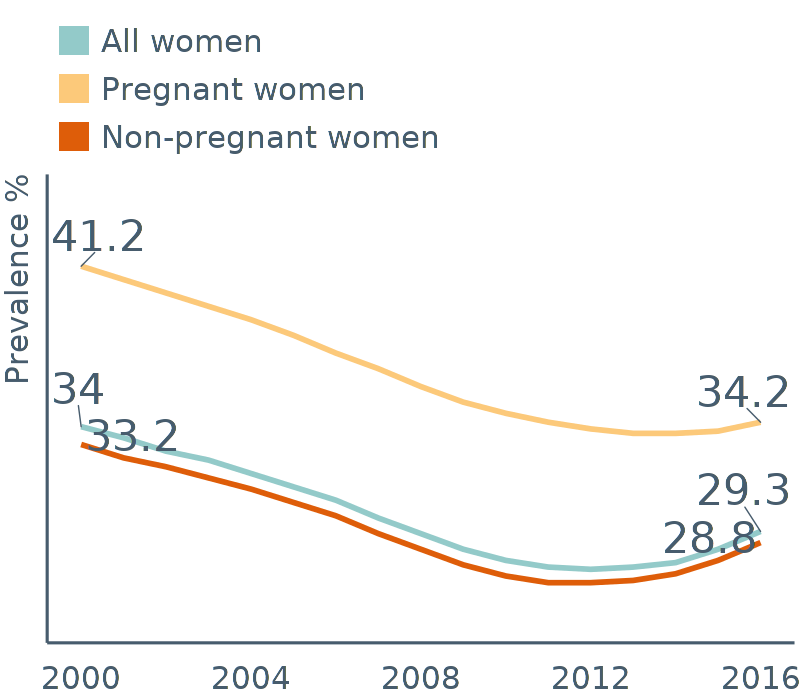 All women
Pregnant women
Non-pregnant women
Prevalence %
41.2
34
33.2
34.2
29.3
28.8
2000 2004 2008 2012 2016